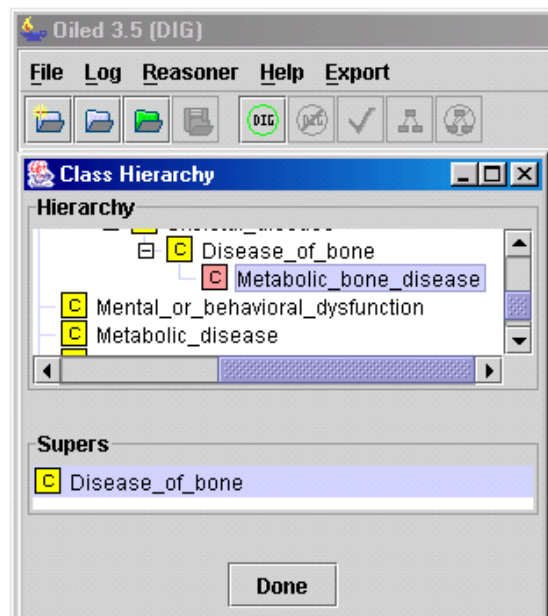 Oiled 3.5 (DIG)
File Log Reasoner Help Export
DIG DIG
Class Hierarchy
Hierarchy
C Disease_of_bone
C Metabolic_bone_disease
C Mental_or_behavioral_dysfunction
C Metabolic_disease
Supers
C Disease_of_bone
Done